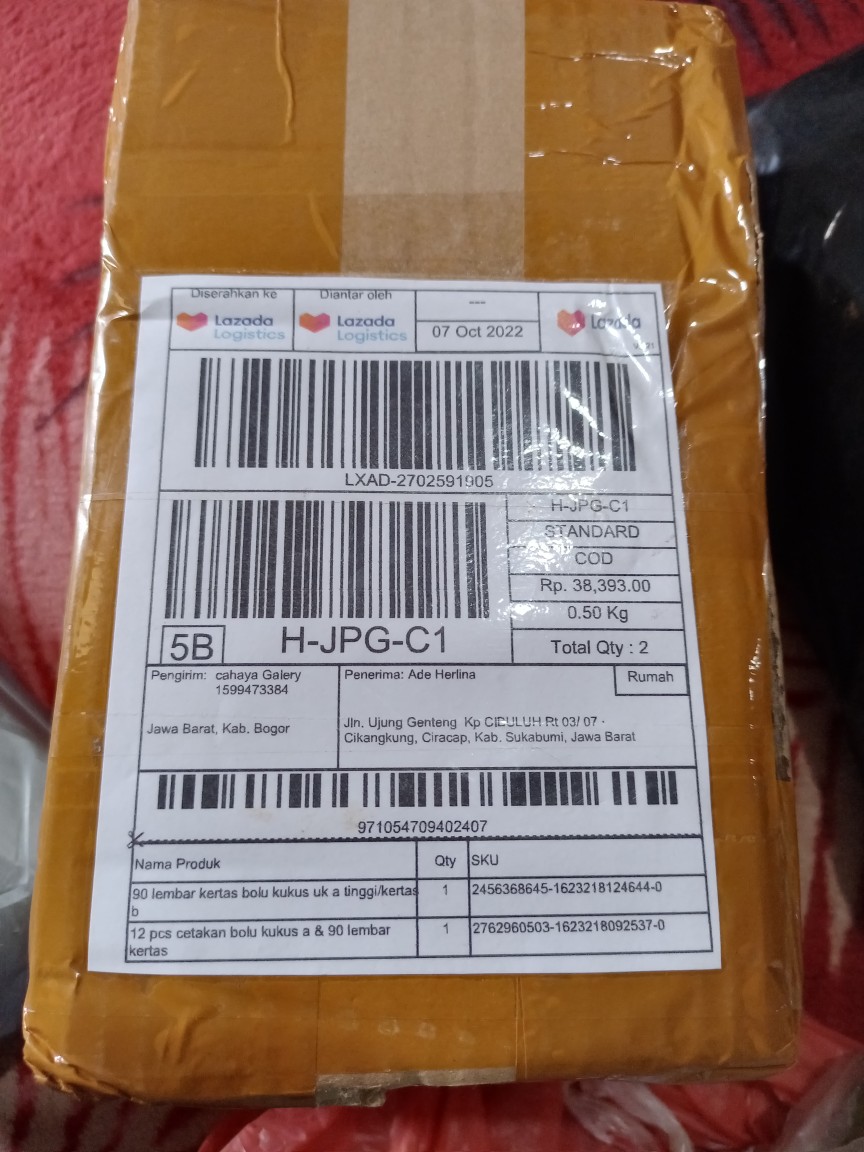 Diserahkan ke
Lazada
Logistics
Diantar oleh
Lazada
Logistics
---
07 Oct 2022
Lazada
LXAD-2702591905
H-JPG-C1
STANDARD
COD
Rp. 38,393.00
0.50 Kg
Total Qty : 2
5B
H-JPG-C1
Pengirim: cahaya Galery
1599473384
Jawa Barat, Kab. Bogor
Penerima: Ade Herlina
Rumah
Jln. Ujung Genteng Kp CIBULUH Rt 03/ 07 -
Cikangkung, Ciracap, Kab. Sukabumi, Jawa Barat
971054709402407
Nama Produk Qty SKU
90 lembar kertas bolu kukus uk a tinggi/kertas 1 2456368645-1623218124644-0
b
12 pcs cetakan bolu kukus a & 90 lembar 1 2762960503-1623218092537-0
kertas